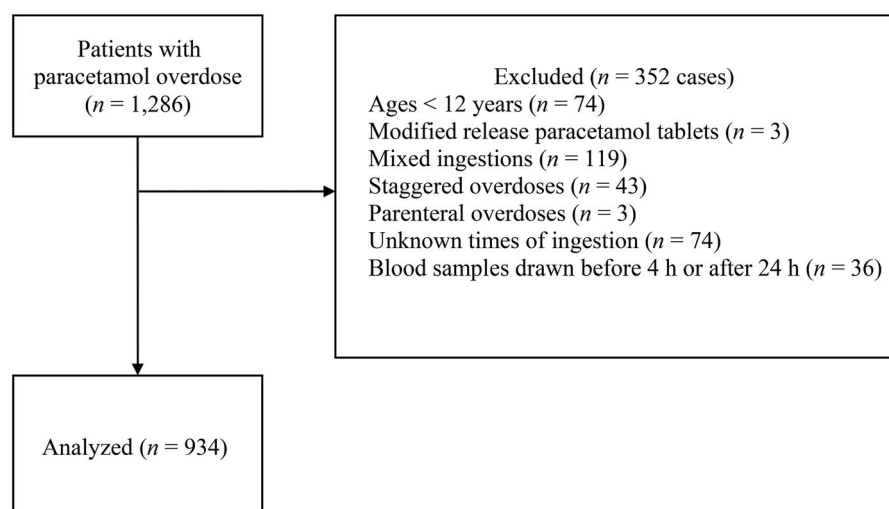 Patients with
paracetamol overdose
(n = 1,286)
Excluded (n = 352 cases)
Ages < 12 years (n = 74)
Modified release paracetamol tablets (n = 3)
Mixed ingestions (n = 119)
Staggered overdoses (n = 43)
Parenteral overdoses (n = 3)
Unknown times of ingestion (n = 74)
Blood samples drawn before 4 h or after 24 h (n = 36)
Analyzed (n = 934)